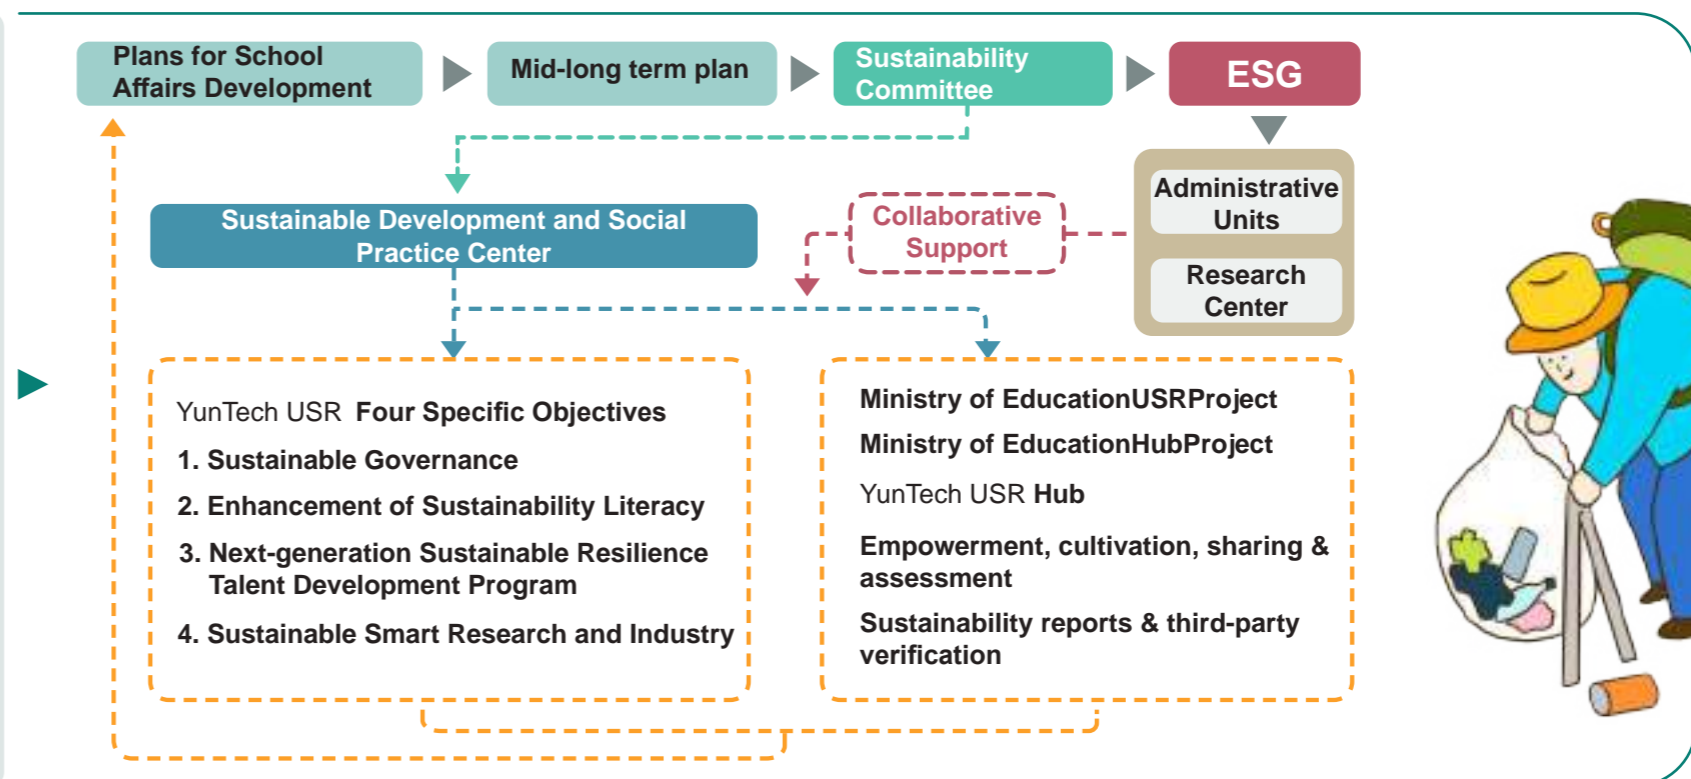 Plans for School
Affairs Development
Mid-long term plan
Sustainability
Committee
ESG
Sustainable Development and Social
Practice Center
Collaborative
Support
Administrative
Units
Research
Center
YunTech USR Four Specific Objectives
1. Sustainable Governance
2. Enhancement of Sustainability Literacy
3. Next-generation Sustainable Resilience
Talent Development Program
4. Sustainable Smart Research and Industry
Ministry of EducationUSRProject
Ministry of EducationHubProject
YunTech USR Hub
Empowerment, cultivation, sharing &
assessment
Sustainability reports & third-party
verification